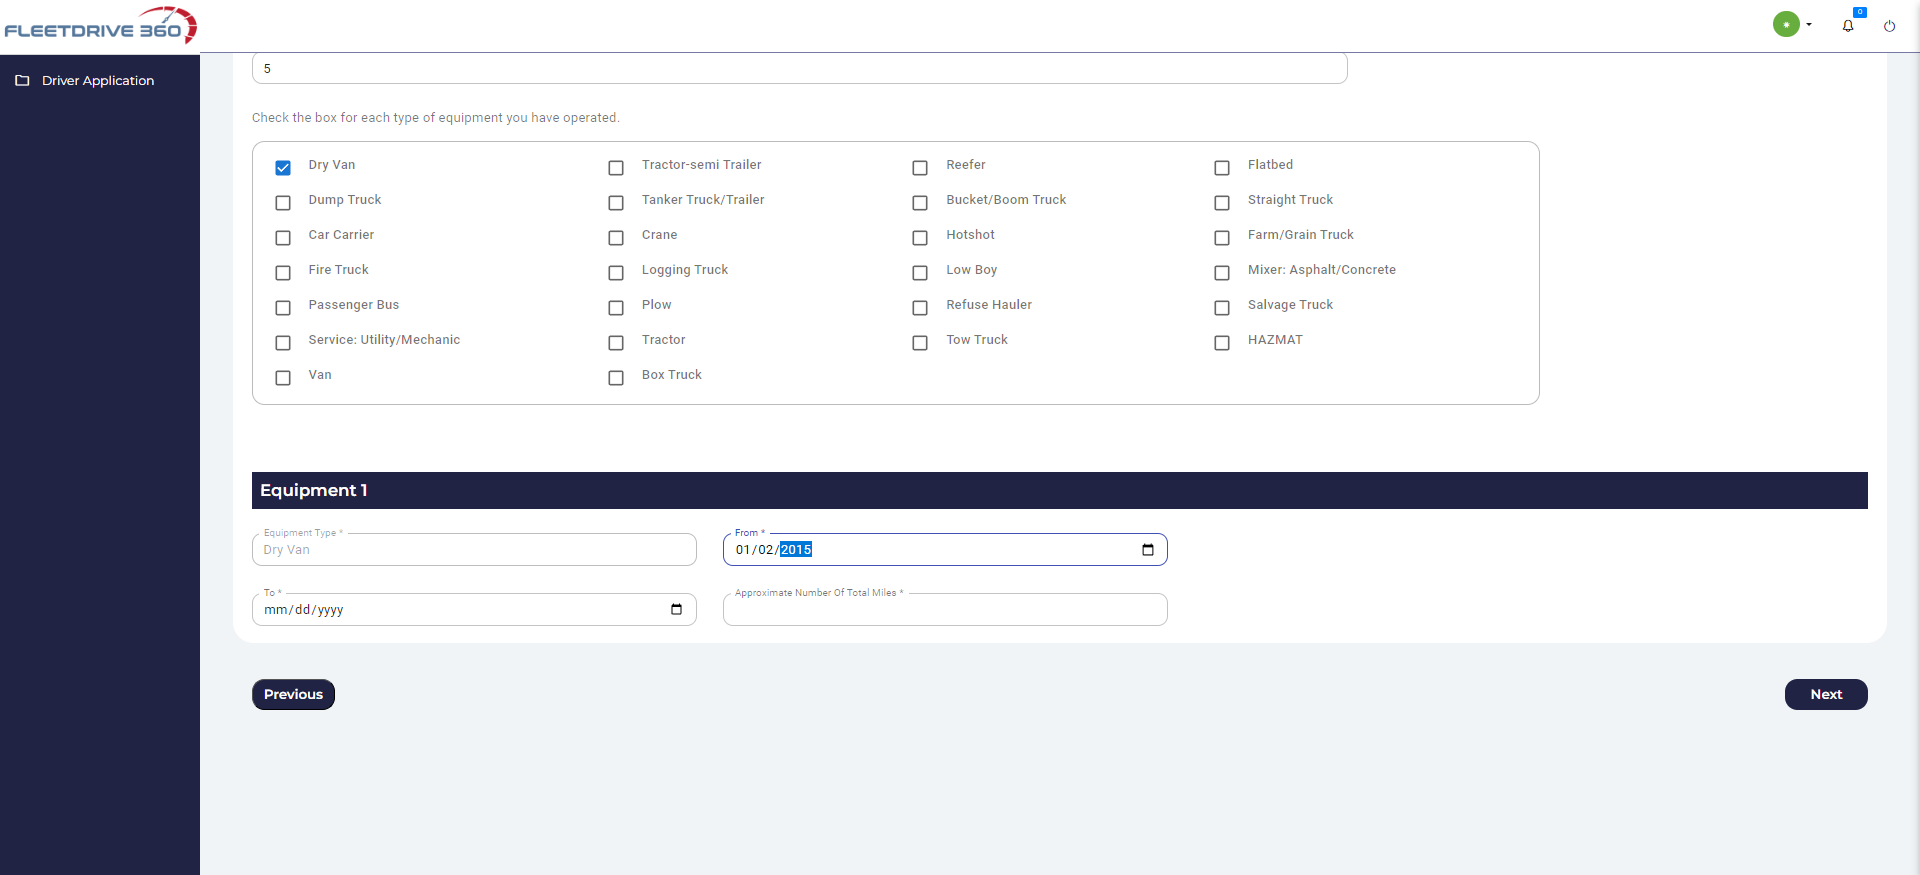 FLEETDRIVE 360
0
Driver Application
5
Check the box for each type of equipment you have operated.
Dry Van Tractor-semi Trailer Reefer Flatbed
Dump Truck Tanker Truck/Trailer Bucket/Boom Truck Straight Truck
Car Carrier Crane Hotshot Farm/Grain Truck
Fire Truck Logging Truck Low Boy Mixer: Asphalt/Concrete
Passenger Bus Plow Refuse Hauler Salvage Truck
Service: Utility/Mechanic Tractor Tow Truck HAZMAT
Van Box Truck
Equipment 1
Equipment Type * From *
Dry Van 01/02/2015
To * Approximate Number Of Total Miles *
mm/dd/yyyy
Previous Next